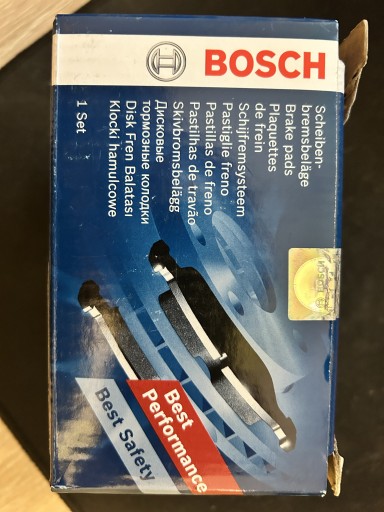 BOSCH
Scheiben-
bremsbeläge
Brake pads
Plaquettes
de frein
Schijfremsysteem
Pastiglie freno
Pastillas de freno
Pastilhas de travão
Skivbromsbelägg
Дисковые
тормозные колодки
Disk Fren Balatası
Klocki hamulcowe
1 Set
Best
Performance
Best Safety